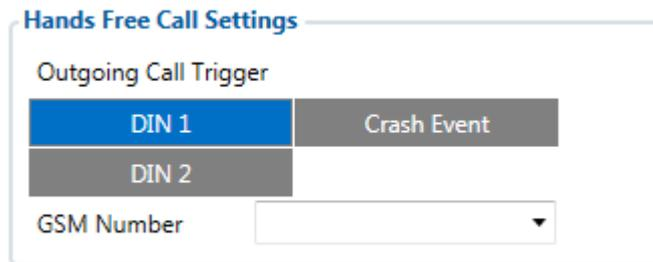 Hands Free Call Settings
Outgoing Call Trigger
DIN 1 Crash Event
DIN 2
GSM Number